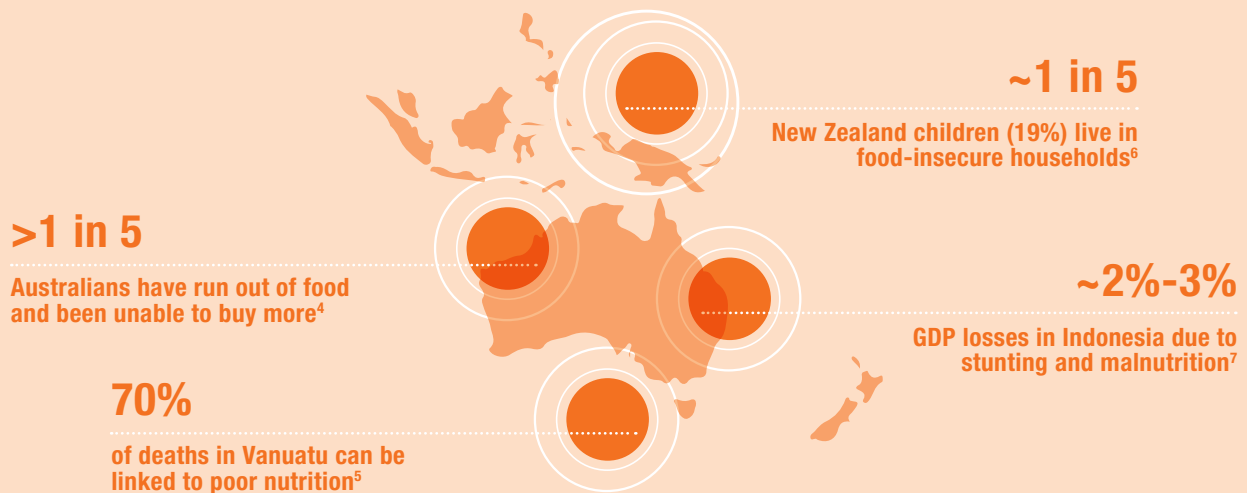 ~1 in 5
New Zealand children (19%) live in
food-insecure households⁶
>1 in 5
Australians have run out of food
and been unable to buy more⁴
~2%-3%
GDP losses in Indonesia due to
stunting and malnutrition⁷
70%
of deaths in Vanuatu can be
linked to poor nutrition⁵